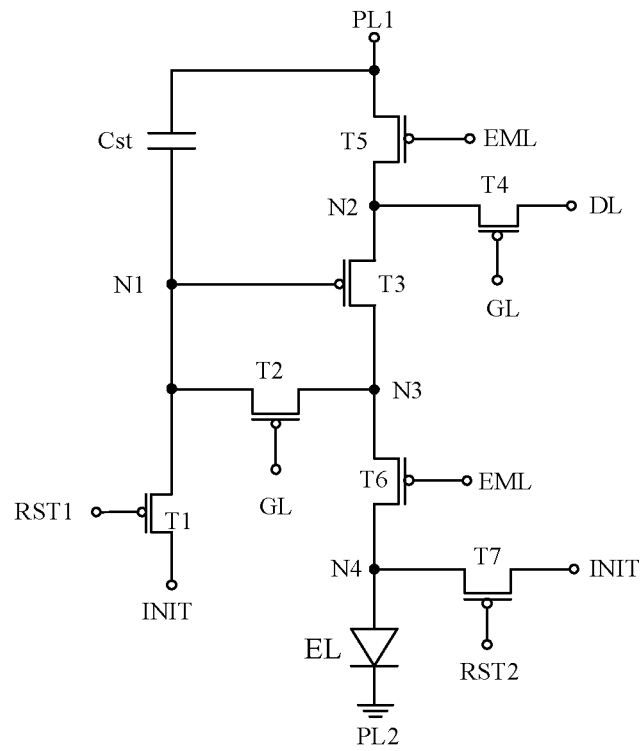 PL1
Cst
T5
EML
T4
N2
DL
N1
T3
GL
T2
N3
T6
EML
GL
RST1
T1
N4
T7
INIT
INIT
EL
RST2
PL2